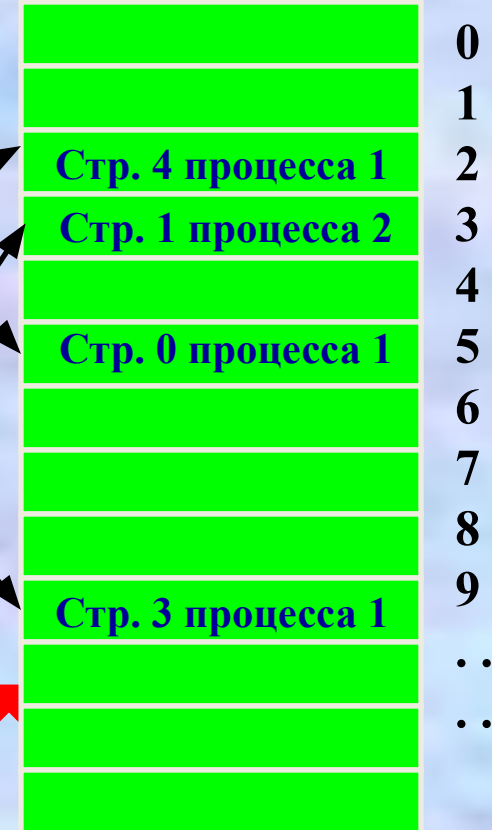 0
1
Стр. 4 процесса 1 2
Стр. 1 процесса 2 3
4
Стр. 0 процесса 1 5
6
7
8
9
Стр. 3 процесса 1
. .
. .